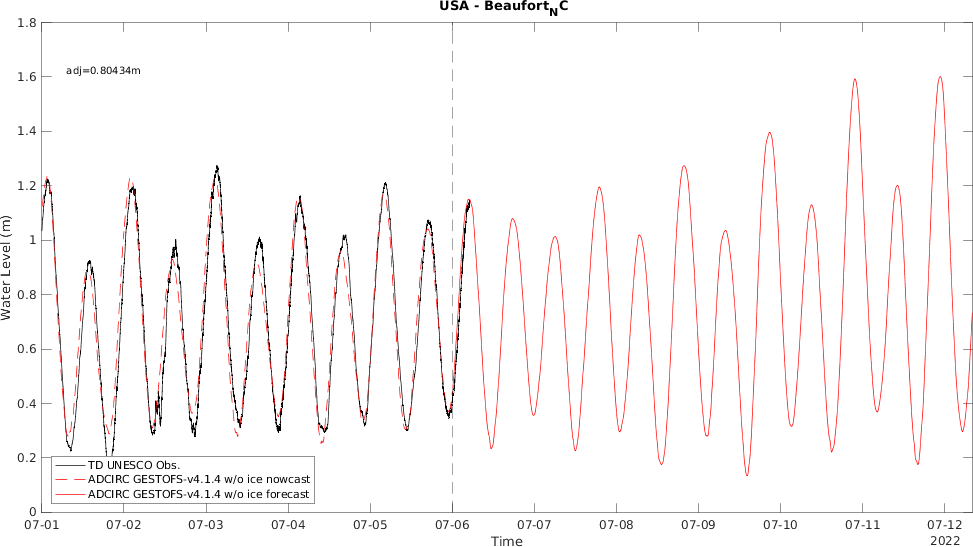 USA - Beaufort_NC
1.8
1.6
1.4
1.2
1
0.8
0.6
0.4
0.2
0
Water Level (m)
adj=0.80434m
TD UNESCO Obs.
ADCIRC GESTOFS-v4.1.4 w/o ice nowcast
ADCIRC GESTOFS-v4.1.4 w/o ice forecast
07-01 07-02 07-03 07-04 07-05 07-06 07-07 07-08 07-09 07-10 07-11 07-12
Time
2022